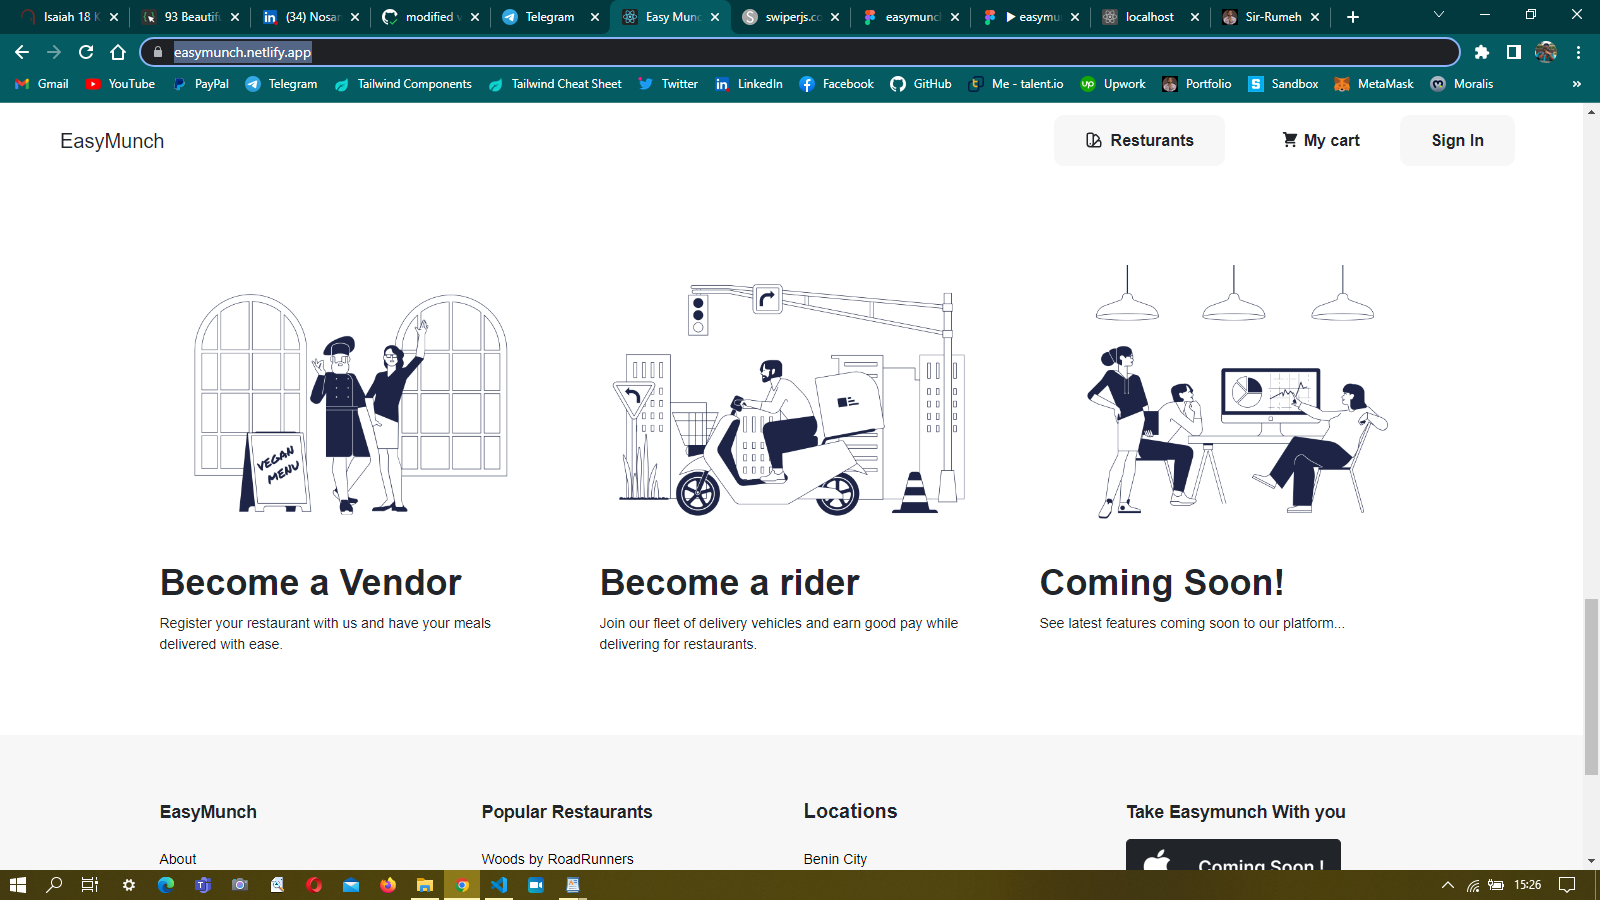 Isaiah 18 K
93 Beautifu
(34) Nosar
modified v
Telegram
Easy Munc
swiperjs.co
easymunch
▶ easymun
localhost
Sir-Rumeh
easymunch.netlify.app
Gmail
YouTube
PayPal
Telegram
Tailwind Components
Tailwind Cheat Sheet
Twitter
LinkedIn
Facebook
GitHub
Me - talent.io
Upwork
Portfolio
Sandbox
MetaMask
Moralis
»
EasyMunch
Resturants
My cart
Sign In
VEGAN
MENU
Become a Vendor
Register your restaurant with us and have your meals
delivered with ease.
Become a rider
Join our fleet of delivery vehicles and earn good pay while
delivering for restaurants.
Coming Soon!
See latest features coming soon to our platform...
EasyMunch
About
Popular Restaurants
Woods by RoadRunners
Locations
Benin City
Take Easymunch With you
Coming Soon !
15:26